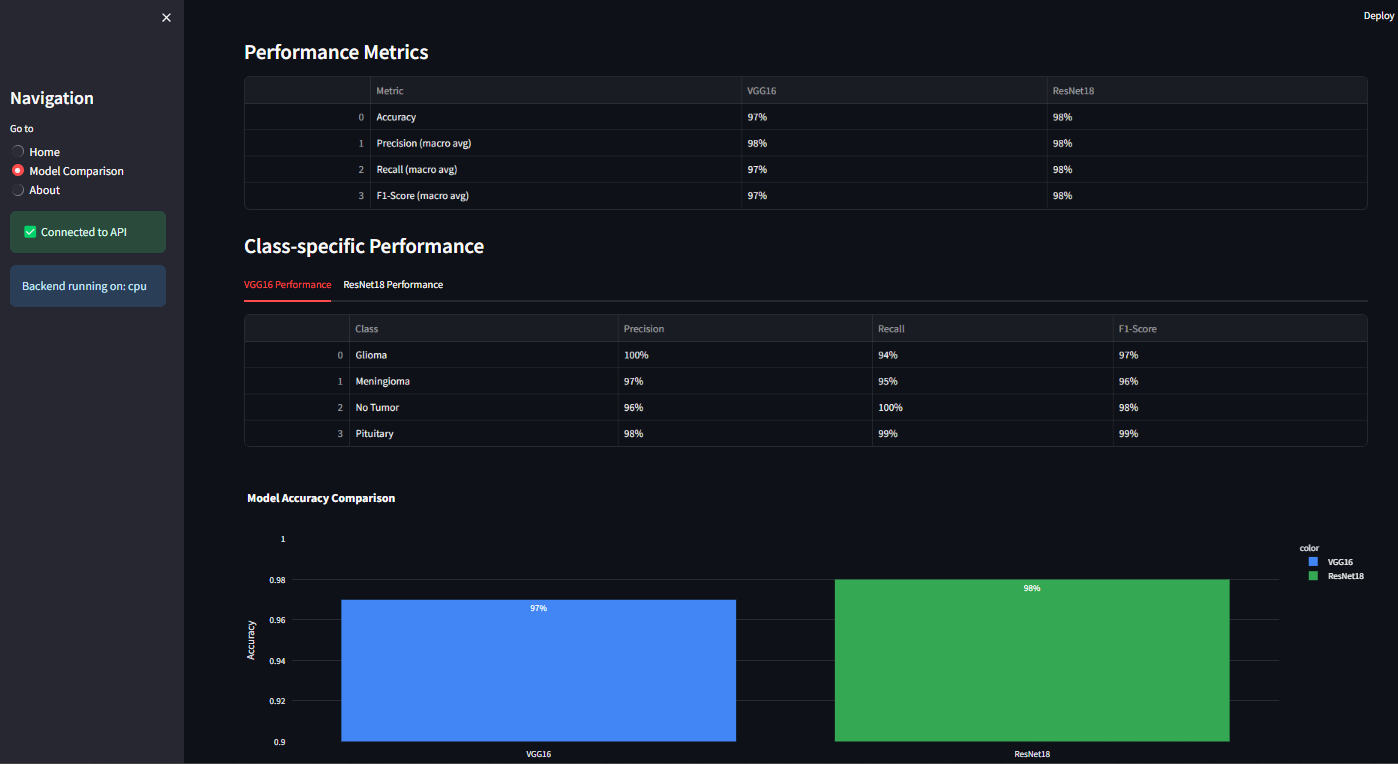 Deploy
Navigation
Go to
Home
Model Comparison
About
✅ Connected to API
Backend running on: cpu
Performance Metrics
Metric VGG16 ResNet18
0 Accuracy 97% 98%
1 Precision (macro avg) 98% 98%
2 Recall (macro avg) 97% 98%
3 F1-Score (macro avg) 97% 98%
Class-specific Performance
VGG16 Performance ResNet18 Performance
Class Precision Recall F1-Score
0 Glioma 100% 94% 97%
1 Meningioma 97% 95% 96%
2 No Tumor 96% 100% 98%
3 Pituitary 98% 99% 99%
Model Accuracy Comparison
color
VGG16
ResNet18
Accuracy
1
0.98
0.96
0.94
0.92
0.9
97%
98%
VGG16 ResNet18